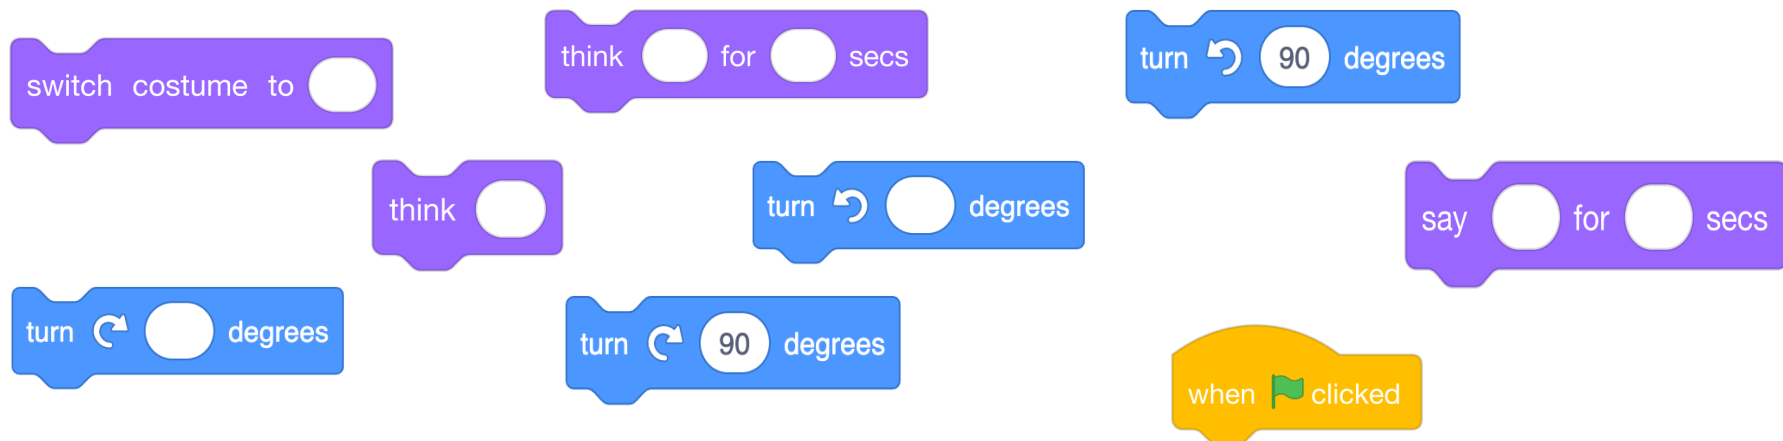 switch costume to
think for secs
turn 90 degrees
think
turn degrees
say for secs
turn degrees
turn 90 degrees
when clicked